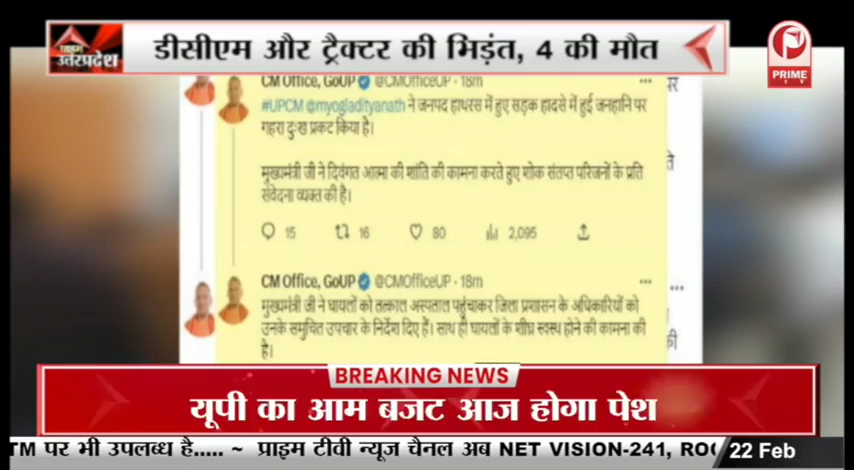 प्राइम
उत्तरप्रदेश
डीसीएम और ट्रैक्टर की भिड़ंत, 4 की मौत
PRIME
TV
CM Office, GoUP @CMOfficeUP · 18m
#UPCM @myogiadityanath ने जनपद हाथरस में हुए सड़क हादसे में हुई जनहानि पर
गहरा दुःख प्रकट किया है।
मुख्यमंत्री जी ने दिवंगत आत्मा की शांति की कामना करते हुए शोक संतप्त परिजनों के प्रति
संवेदना व्यक्त की है।
15 16 80 2,095
CM Office, GoUP @CMOfficeUP · 18m
मुख्यमंत्री जी ने घायलों को तत्काल अस्पताल पहुंचाकर जिला प्रशासन के अधिकारियों को
उनके समुचित उपचार के निर्देश दिए हैं। साथ ही घायलों के शीघ्र स्वस्थ होने की कामना की
है।
पर
की
BREAKING NEWS
यूपी का आम बजट आज होगा पेश
TM पर भी उपलब्ध है..... ~ प्राइम टीवी न्यूज चैनल अब NET VISION-241, ROC
22 Feb